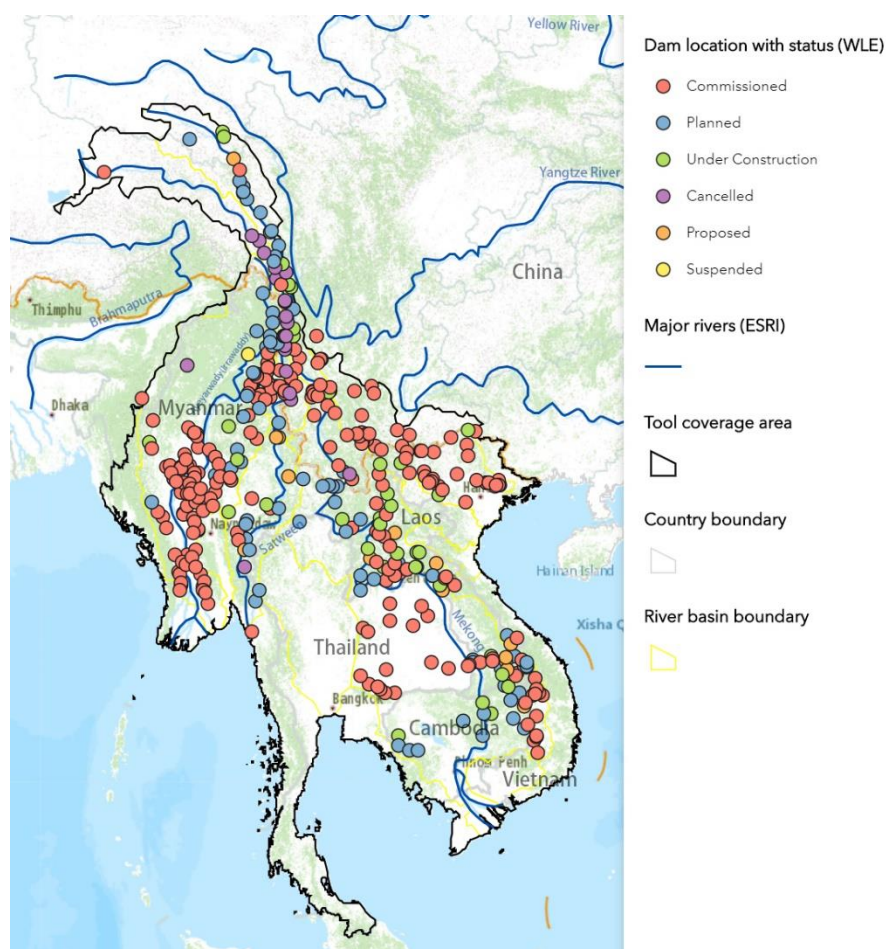 Yellow River
Dam location with status (WLE)
Commissioned
Planned
Under Construction
Yangtze River
Cancelled
Proposed
China
Suspended
Thimphu
Brahmaputra
Major rivers (ESRI)
Dhaka
Myanmar
Tool coverage area
Laos
Salween
Country boundary
Hainan Island
River basin boundary
Mekong
Xisha
Thailand
Bangkok
Cambodia
Phnom Penh
Vietnam